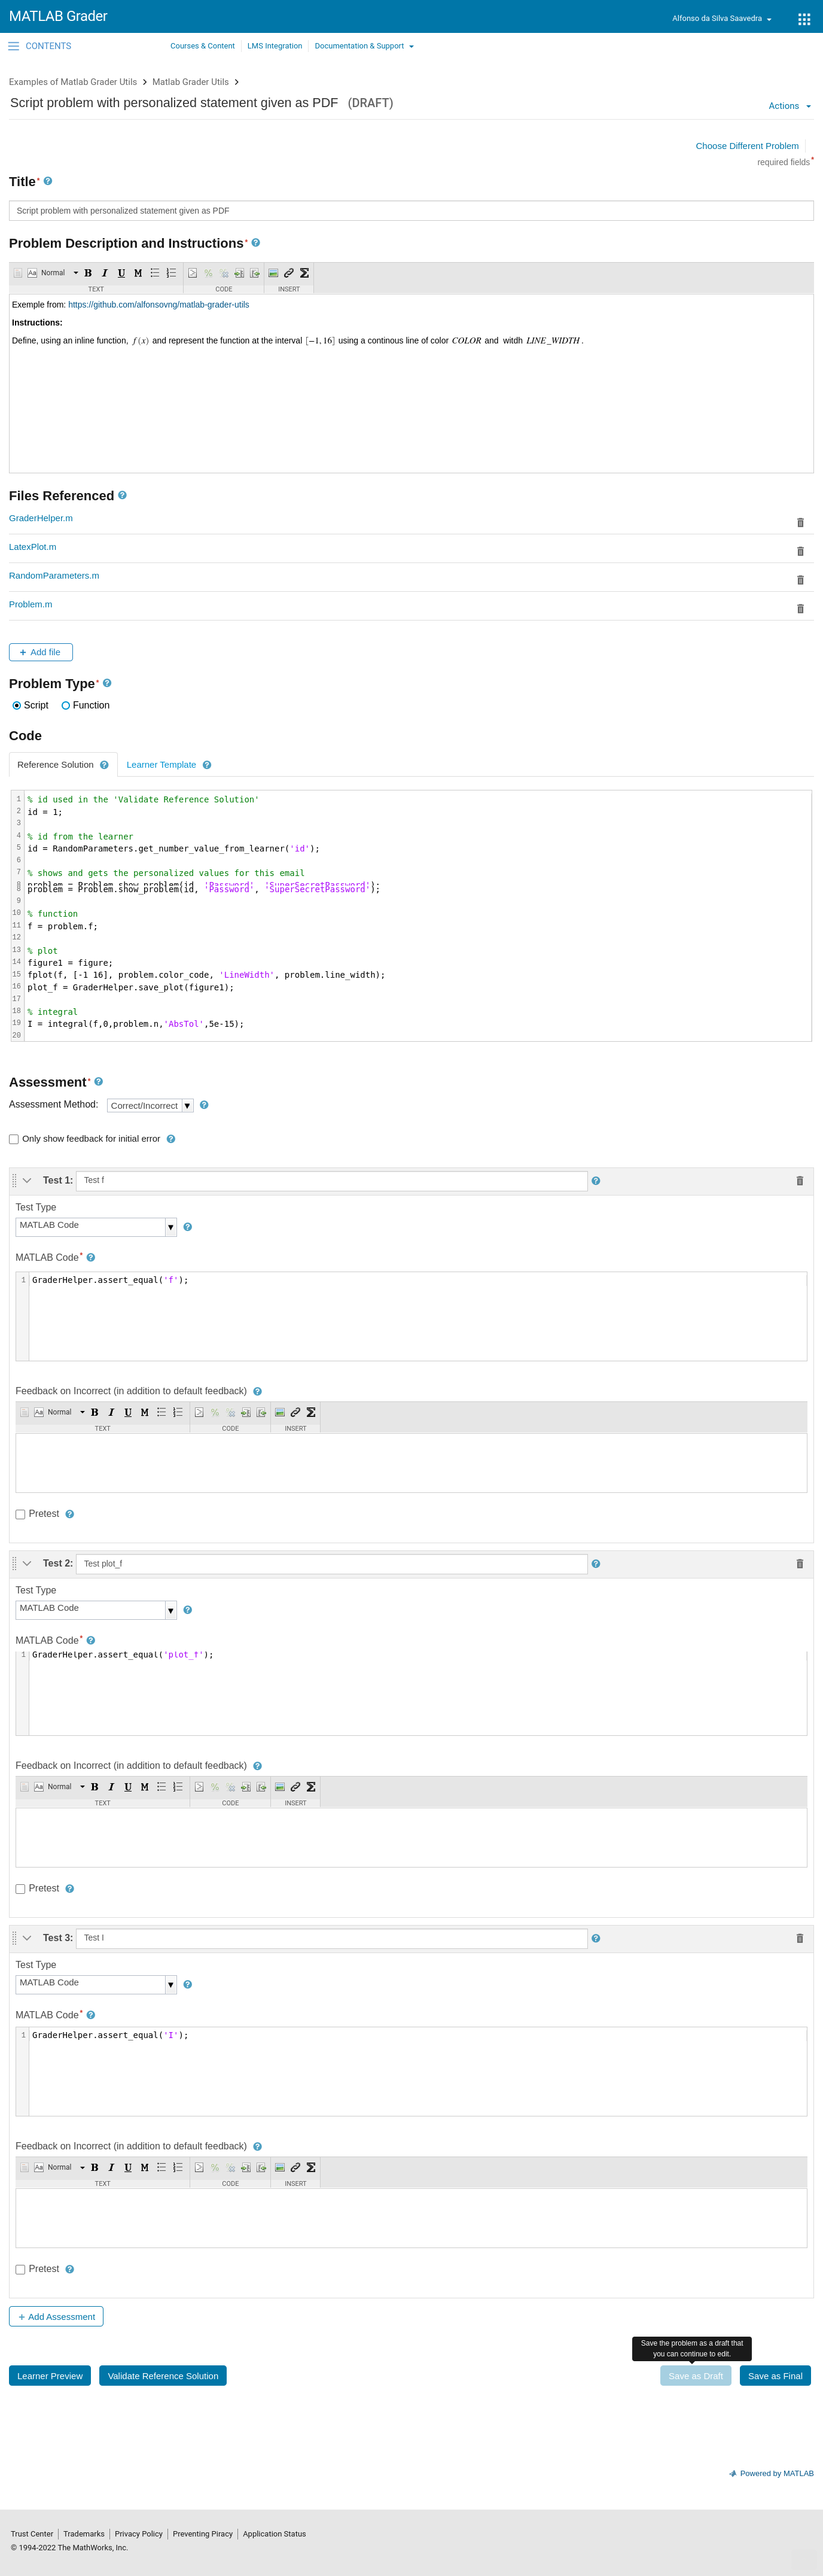 MATLAB Grader
Alfonso da Silva Saavedra
CONTENTS
Courses & Content
LMS Integration
Documentation & Support
Examples of Matlab Grader Utils
Matlab Grader Utils
Script problem with personalized statement given as PDF (DRAFT)
Actions
Choose Different Problem
required fields*
Title*
Script problem with personalized statement given as PDF
Problem Description and Instructions*
Normal B I U M
TEXT CODE INSERT
Exemple from: https://github.com/alfonsovng/matlab-grader-utils
Instructions:
Define, using an inline function, f(x) and represent the function at the interval [−1, 16] using a continous line of color COLOR and witdh LINE_WIDTH.
Files Referenced
GraderHelper.m
LatexPlot.m
RandomParameters.m
Problem.m
+ Add file
Problem Type*
Script Function
Code
Reference Solution
Learner Template
1 % id used in the 'Validate Reference Solution'
2 id = 1;
3
4 % id from the learner
5 id = RandomParameters.get_number_value_from_learner('id');
6
7 % shows and gets the personalized values for this email
8 problem = Problem.show_problem(id, 'Password', 'SuperSecretPassword');
8 problem = Problem.show_problem(id, 'Password', 'SuperSecretPassword');
9
10 % function
11 f = problem.f;
12
13 % plot
14 figure1 = figure;
15 fplot(f, [-1 16], problem.color_code, 'LineWidth', problem.line_width);
16 plot_f = GraderHelper.save_plot(figure1);
17
18 % integral
19 I = integral(f,0,problem.n,'AbsTol',5e-15);
20
Assessment*
Assessment Method: Correct/Incorrect
Only show feedback for initial error
Test 1: Test f
Test Type
MATLAB Code
MATLAB Code*
1 GraderHelper.assert_equal('f');
Feedback on Incorrect (in addition to default feedback)
Normal B I U M
TEXT CODE INSERT
Pretest
Test 2: Test plot_f
Test Type
MATLAB Code
MATLAB Code*
1 GraderHelper.assert_equal('plot_f');
Feedback on Incorrect (in addition to default feedback)
Normal B I U M
TEXT CODE INSERT
Pretest
Test 3: Test I
Test Type
MATLAB Code
MATLAB Code*
1 GraderHelper.assert_equal('I');
Feedback on Incorrect (in addition to default feedback)
Normal B I U M
TEXT CODE INSERT
Pretest
+ Add Assessment
Save the problem as a draft that
you can continue to edit.
Learner Preview
Validate Reference Solution
Save as Draft
Save as Final
Powered by MATLAB
Trust Center
Trademarks
Privacy Policy
Preventing Piracy
Application Status
© 1994-2022 The MathWorks, Inc.